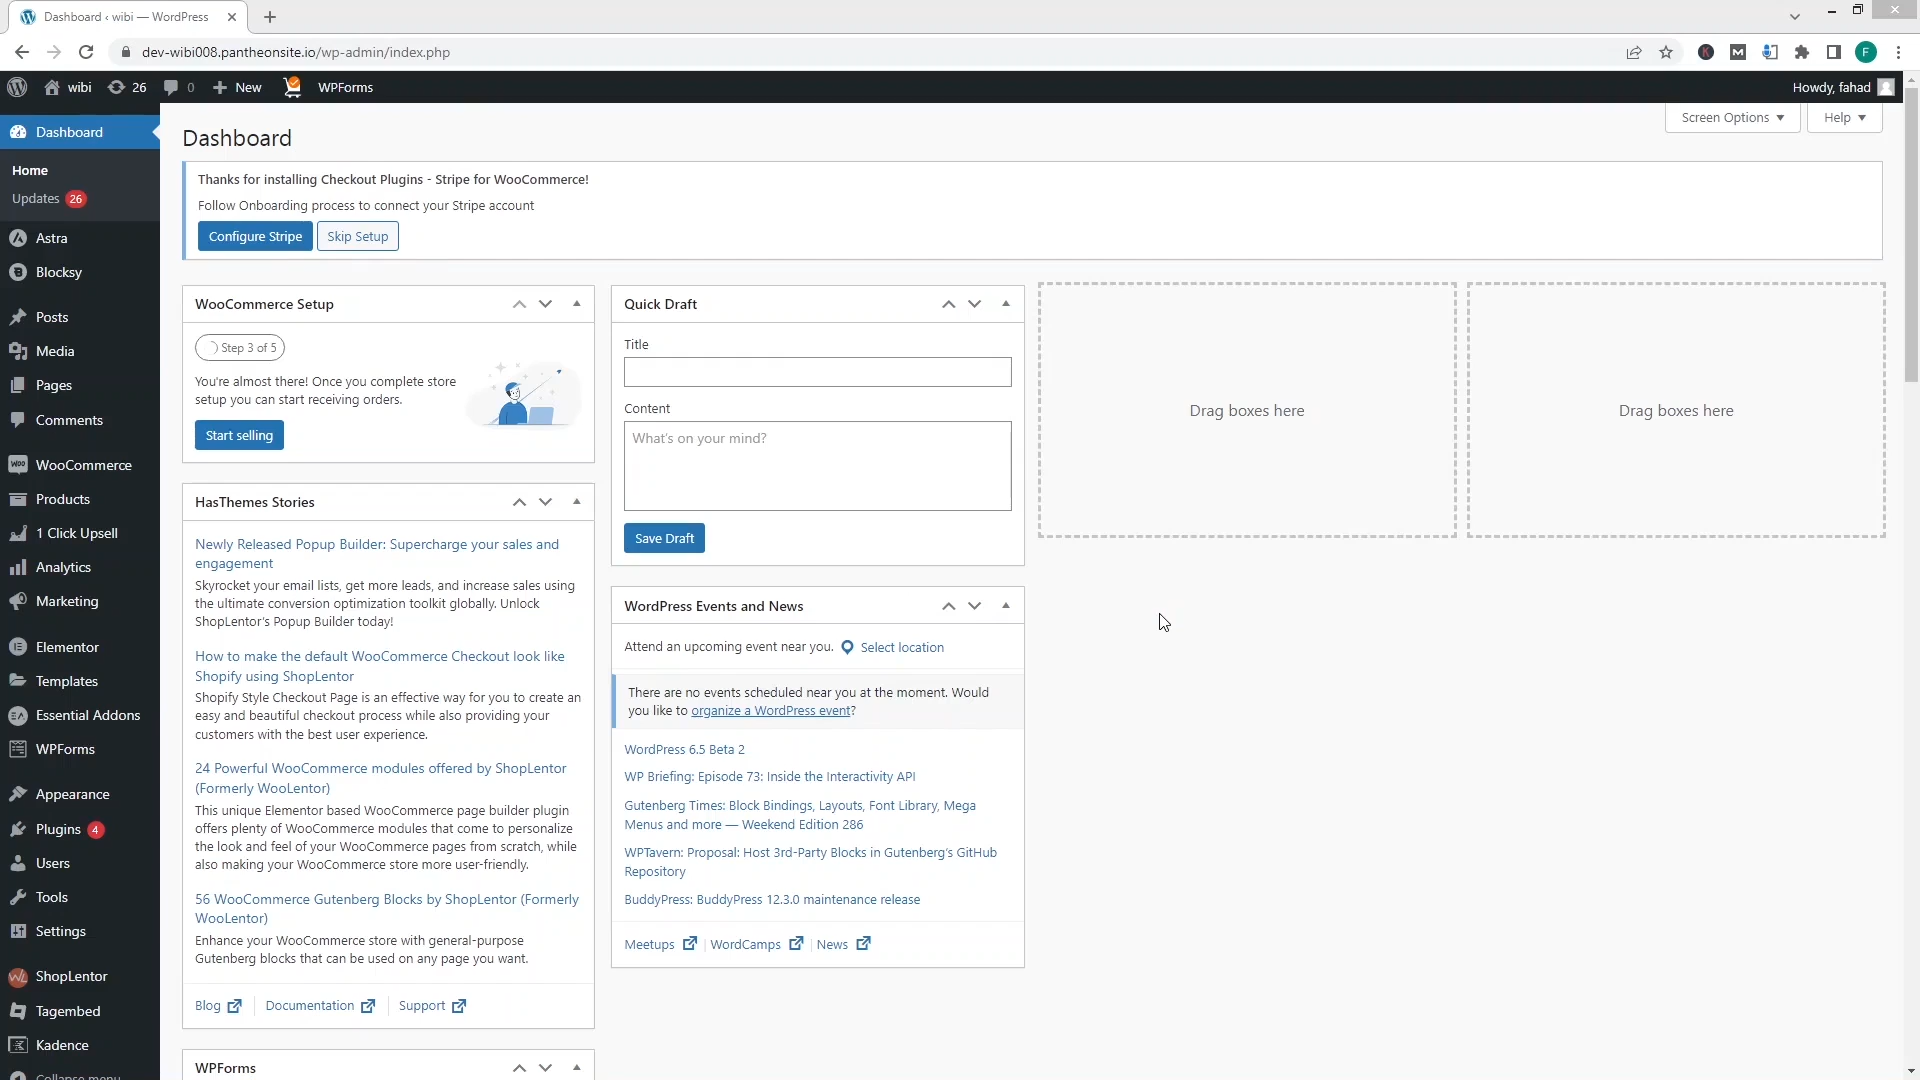 Dashboard ‹ wibi — WordPress
dev-wibi008.pantheonsite.io/wp-admin/index.php
wibi
26
0
New
WPForms
Howdy, fahad
Screen Options
Help
Dashboard
Home
Updates 26
Astra
Blocksy
Posts
Media
Pages
Comments
WooCommerce
Products
1 Click Upsell
Analytics
Marketing
Elementor
Templates
Essential Addons
WPForms
Appearance
Plugins 4
Users
Tools
Settings
ShopLentor
Tagembed
Kadence
Collapse menu
Dashboard
Thanks for installing Checkout Plugins - Stripe for WooCommerce!
Follow Onboarding process to connect your Stripe account
Configure Stripe
Skip Setup
WooCommerce Setup
Step 3 of 5
You're almost there! Once you complete store
setup you can start receiving orders.
Start selling
HasThemes Stories
Newly Released Popup Builder: Supercharge your sales and
engagement
Skyrocket your email lists, get more leads, and increase sales using
the ultimate conversion optimization toolkit globally. Unlock
ShopLentor's Popup Builder today!
How to make the default WooCommerce Checkout look like
Shopify using ShopLentor
Shopify Style Checkout Page is an effective way for you to create an
easy and beautiful checkout process while also providing your
customers with the best user experience.
24 Powerful WooCommerce modules offered by ShopLentor
(Formerly WooLentor)
This unique Elementor based WooCommerce page builder plugin
offers plenty of WooCommerce modules that come to personalize
the look and feel of your WooCommerce pages from scratch, while
also making your WooCommerce store more user-friendly.
56 WooCommerce Gutenberg Blocks by ShopLentor (Formerly
WooLentor)
Enhance your WooCommerce store with general-purpose
Gutenberg blocks that can be used on any page you want.
Blog
Documentation
Support
WPForms
Quick Draft
Title
Content
What's on your mind?
Save Draft
WordPress Events and News
Attend an upcoming event near you. Select location
There are no events scheduled near you at the moment. Would
you like to organize a WordPress event?
WordPress 6.5 Beta 2
WP Briefing: Episode 73: Inside the Interactivity API
Gutenberg Times: Block Bindings, Layouts, Font Library, Mega
Menus and more — Weekend Edition 286
WPTavern: Proposal: Host 3rd-Party Blocks in Gutenberg's GitHub
Repository
BuddyPress: BuddyPress 12.3.0 maintenance release
Meetups
WordCamps
News
Drag boxes here
Drag boxes here